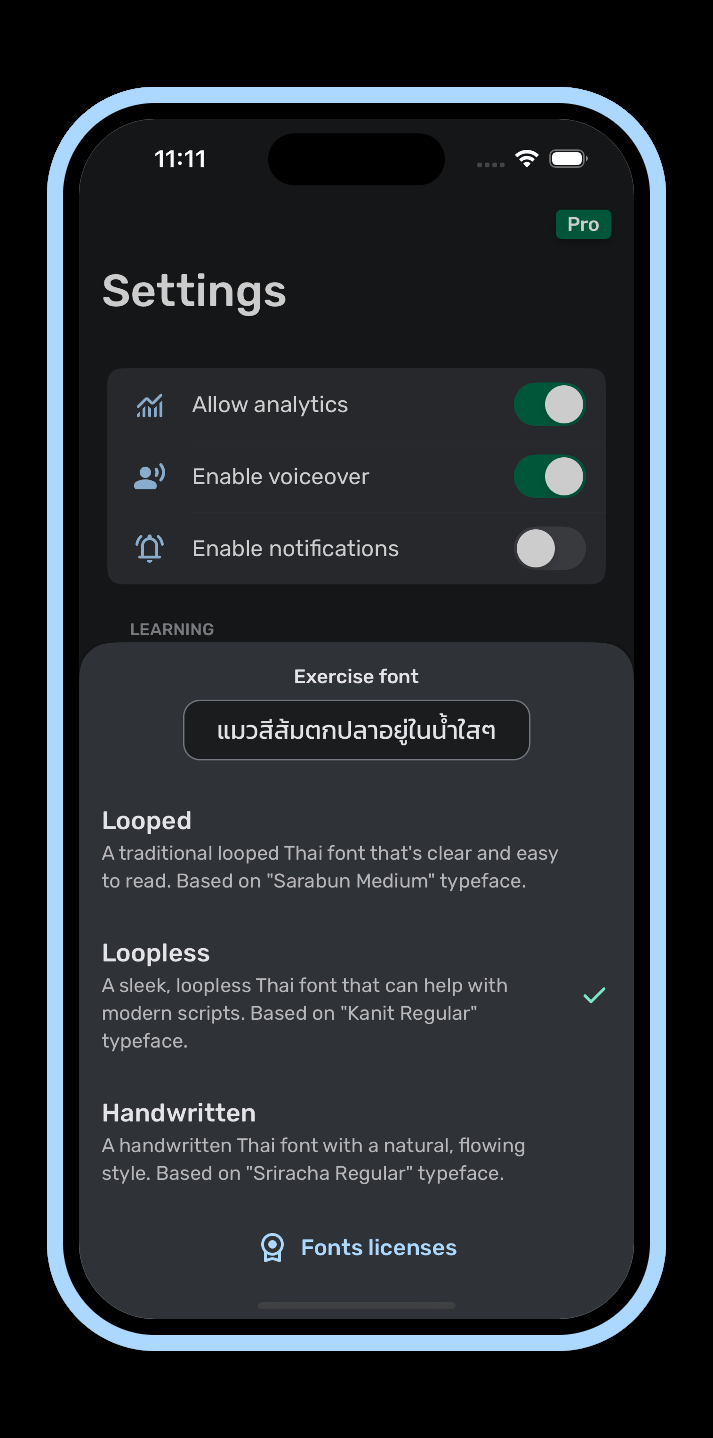 11:11
Pro
Settings
Allow analytics
Enable voiceover
Enable notifications
LEARNING
Exercise font
แมวสีส้มตกปลาอยู่ในน้ำใสๆ
Looped
A traditional looped Thai font that's clear and easy
to read. Based on "Sarabun Medium" typeface.
Loopless
A sleek, loopless Thai font that can help with
modern scripts. Based on "Kanit Regular"
typeface.
Handwritten
A handwritten Thai font with a natural, flowing
style. Based on "Sriracha Regular" typeface.
Fonts licenses